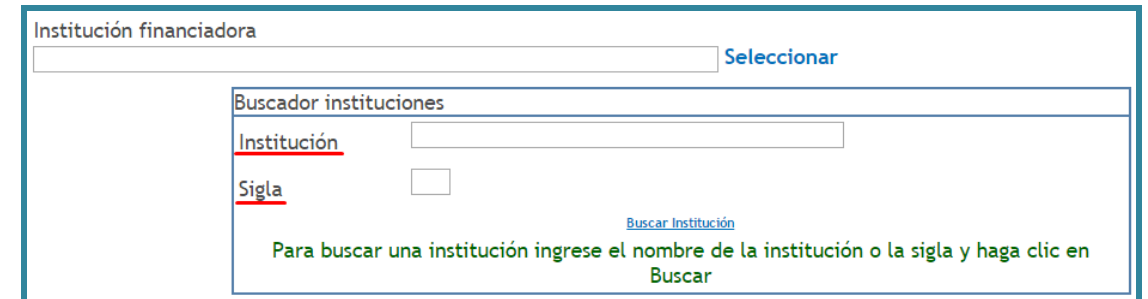 Institución financiadora
Seleccionar
Buscador instituciones
Institución
Sigla
Buscar Institución
Para buscar una institución ingrese el nombre de la institución o la sigla y haga clic en
Buscar